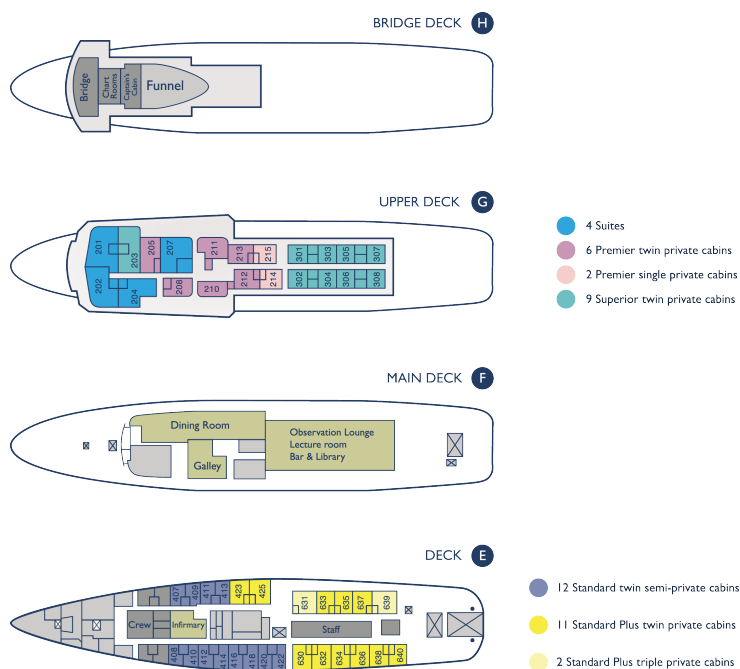 BRIDGE DECK H
Bridge
Chart
Rooms
Captain's
Cabin
Funnel
UPPER DECK G
201
203
205
207
211
213
215
301
303
305
307
202
204
208
210
212
214
302
304
306
308
4 Suites
6 Premier twin private cabins
2 Premier single private cabins
9 Superior twin private cabins
MAIN DECK F
Dining Room
Galley
Observation Lounge
Lecture room
Bar & Library
DECK E
407
409
411
413
423
425
631
633
635
637
639
Crew
Infirmary
Staff
408
410
412
414
416
418
420
422
630
632
634
636
638
640
12 Standard twin semi-private cabins
11 Standard Plus twin private cabins
2 Standard Plus triple private cabins